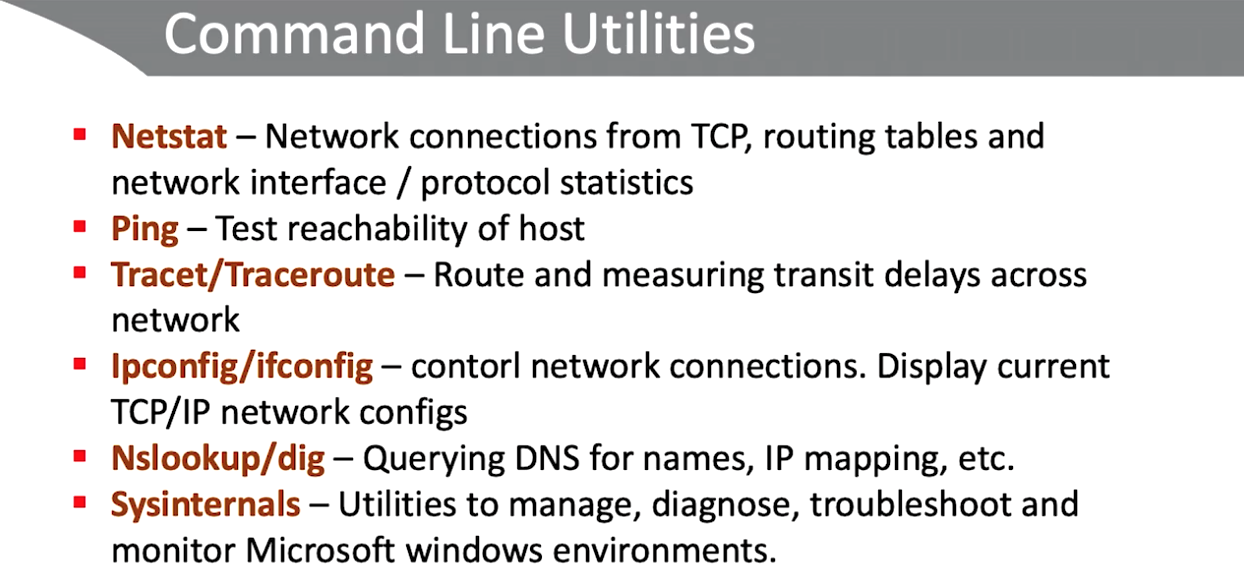 Command Line Utilities
▪ Netstat – Network connections from TCP, routing tables and
network interface / protocol statistics
▪ Ping – Test reachability of host
▪ Tracet/Traceroute – Route and measuring transit delays across
network
▪ Ipconfig/ifconfig – contorl network connections. Display current
TCP/IP network configs
▪ Nslookup/dig – Querying DNS for names, IP mapping, etc.
▪ Sysinternals – Utilities to manage, diagnose, troubleshoot and
monitor Microsoft windows environments.